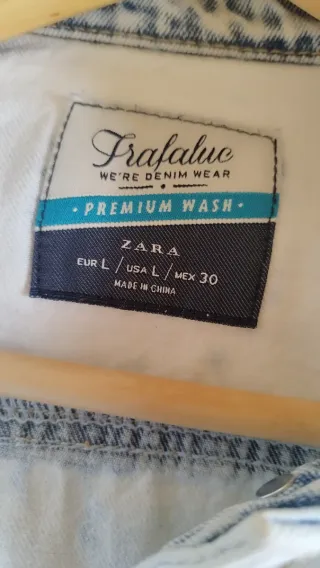 Trafaluc
WE'RE DENIM WEAR
• PREMIUM WASH •
ZARA
EUR L / USA L / MEX 30
MADE IN CHINA